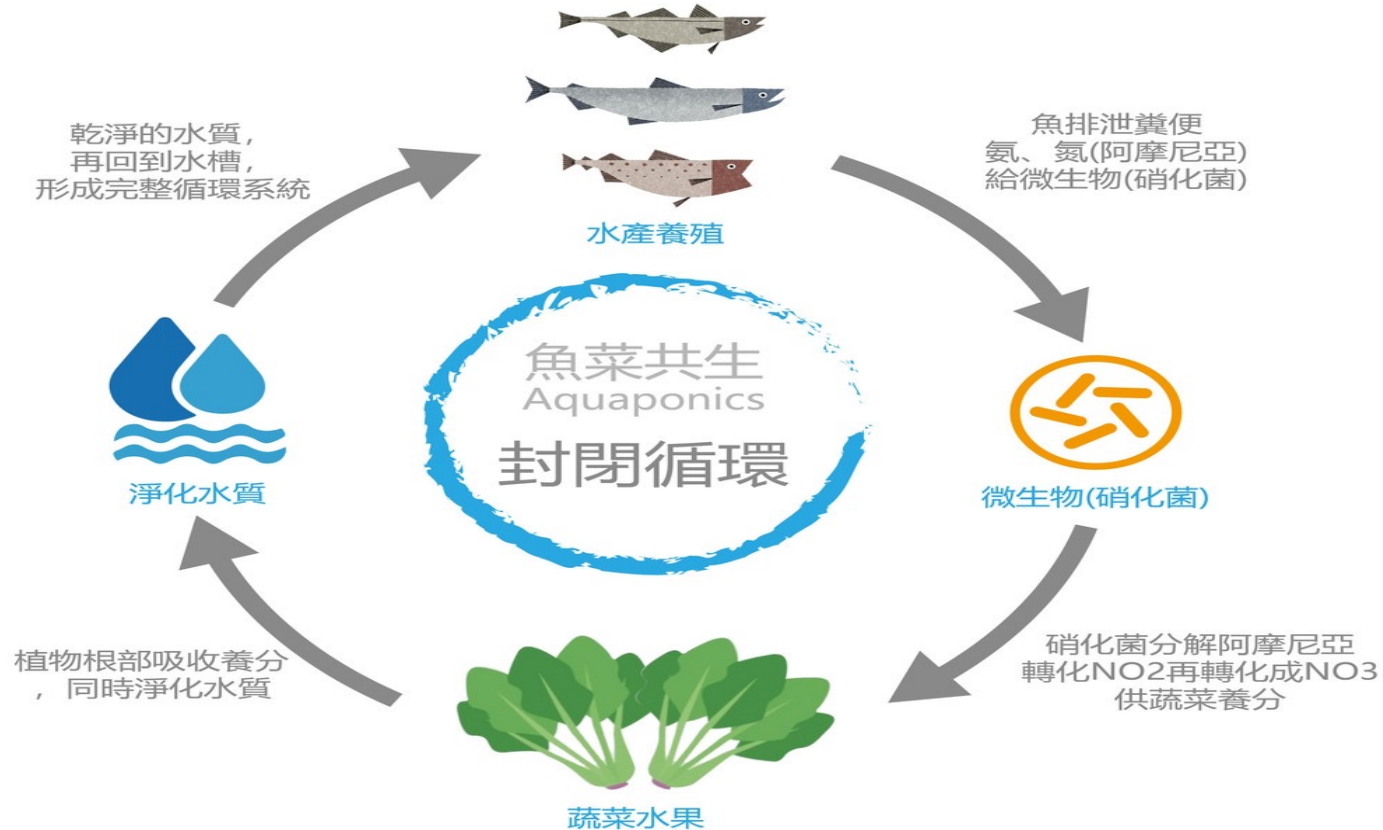 水產養殖
魚排泄糞便
氨、氮(阿摩尼亞)
給微生物(硝化菌)
微生物(硝化菌)
硝化菌分解阿摩尼亞
轉化NO2再轉化成NO3
供蔬菜養分
蔬菜水果
植物根部吸收養分
，同時淨化水質
淨化水質
乾淨的水質，
再回到水槽，
形成完整循環系統
魚菜共生
Aquaponics
封閉循環